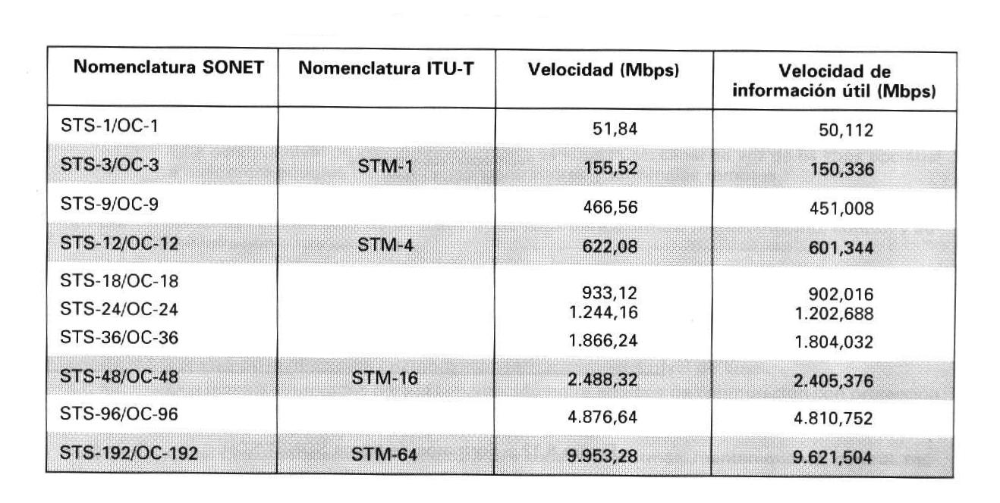 Nomenclatura SONET Nomenclatura ITU-T Velocidad (Mbps) Velocidad de
información útil (Mbps)
STS-1/OC-1 51,84 50,112
STS-3/OC-3 STM-1 155,52 150,336
STS-9/OC-9 466,56 451,008
STS-12/OC-12 STM-4 622,08 601,344
STS-18/OC-18 933,12 902,016
STS-24/OC-24 1.244,16 1.202,688
STS-36/OC-36 1.866,24 1.804,032
STS-48/OC-48 STM-16 2.488,32 2.405,376
STS-96/OC-96 4.876,64 4.810,752
STS-192/OC-192 STM-64 9.953,28 9.621,504